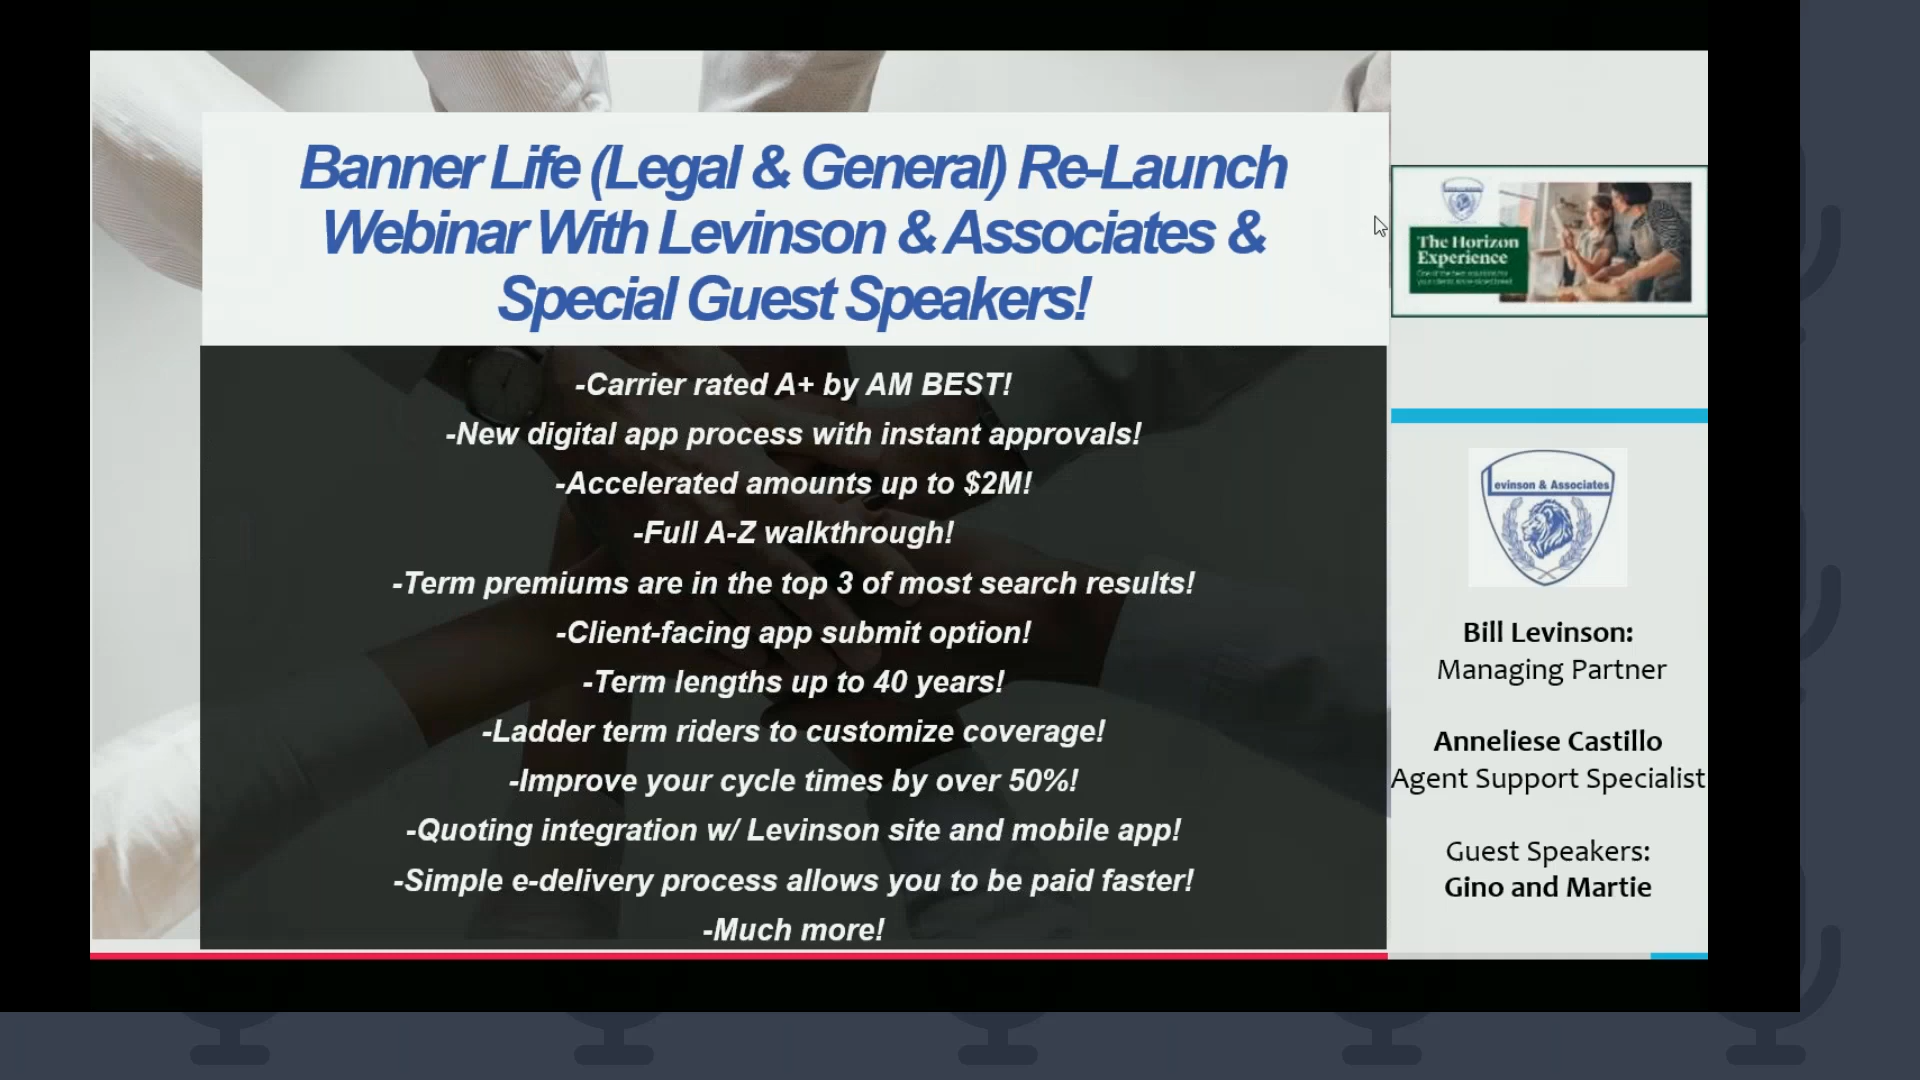 Banner Life (Legal & General) Re-Launch
Webinar With Levinson & Associates &
Special Guest Speakers!
-Carrier rated A+ by AM BEST!
-New digital app process with instant approvals!
-Accelerated amounts up to $2M!
-Full A-Z walkthrough!
-Term premiums are in the top 3 of most search results!
-Client-facing app submit option!
-Term lengths up to 40 years!
-Ladder term riders to customize coverage!
-Improve your cycle times by over 50%!
-Quoting integration w/ Levinson site and mobile app!
-Simple e-delivery process allows you to be paid faster!
-Much more!
The Horizon
Experience
Levinson & Associates
Bill Levinson:
Managing Partner
Anneliese Castillo
Agent Support Specialist
Guest Speakers:
Gino and Martie